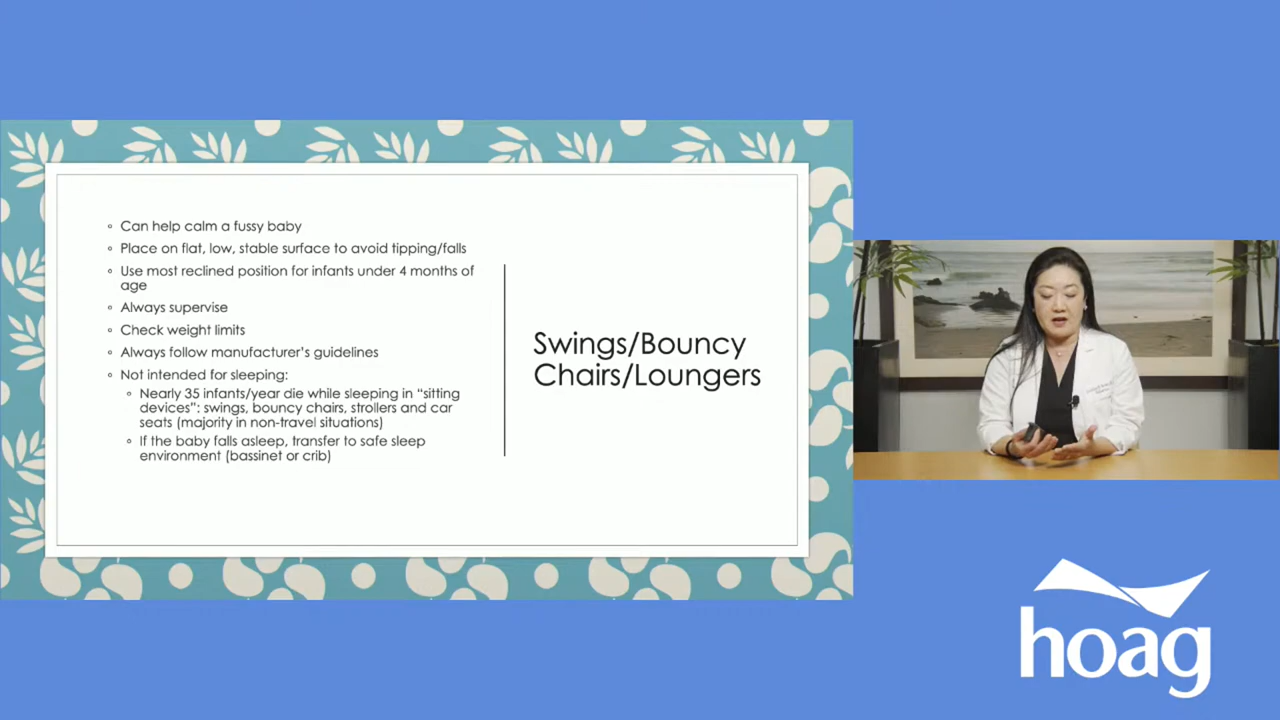 Can help calm a fussy baby
Place on flat, low, stable surface to avoid tipping/falls
Use most reclined position for infants under 4 months of
age
Always supervise
Check weight limits
Always follow manufacturer's guidelines
Not intended for sleeping:
Nearly 35 infants/year die while sleeping in “sitting
devices”: swings, bouncy chairs, strollers and car
seats (majority in non-travel situations)
If the baby falls asleep, transfer to safe sleep
environment (bassinet or crib)
Swings/Bouncy
Chairs/Loungers
hoag